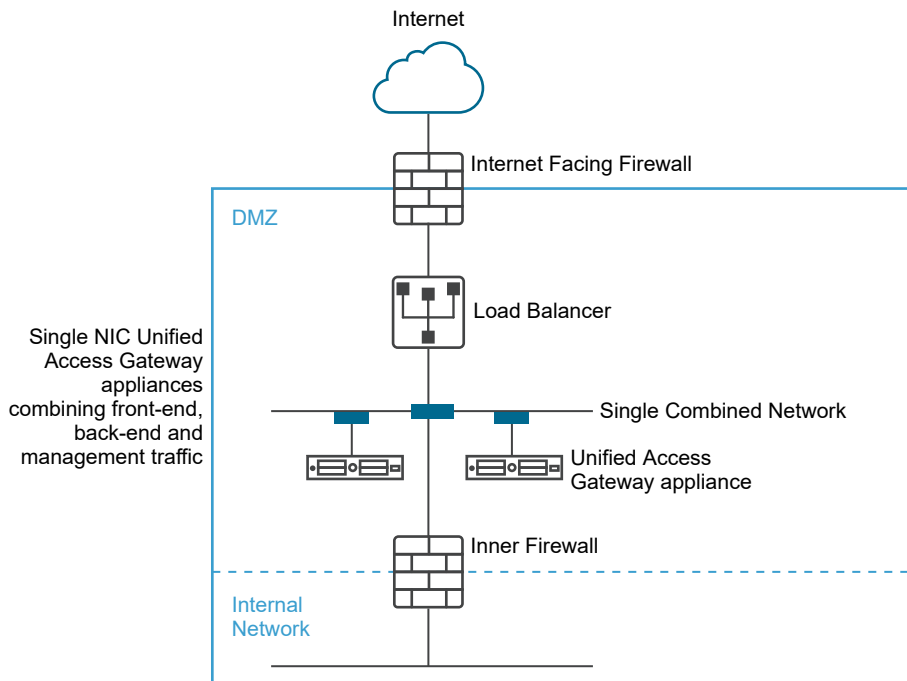 Internet
Internet Facing Firewall
DMZ
Load Balancer
Single NIC Unified
Access Gateway
appliances
combining front-end,
back-end and
management traffic
Single Combined Network
Unified Access
Gateway appliance
Inner Firewall
Internal
Network